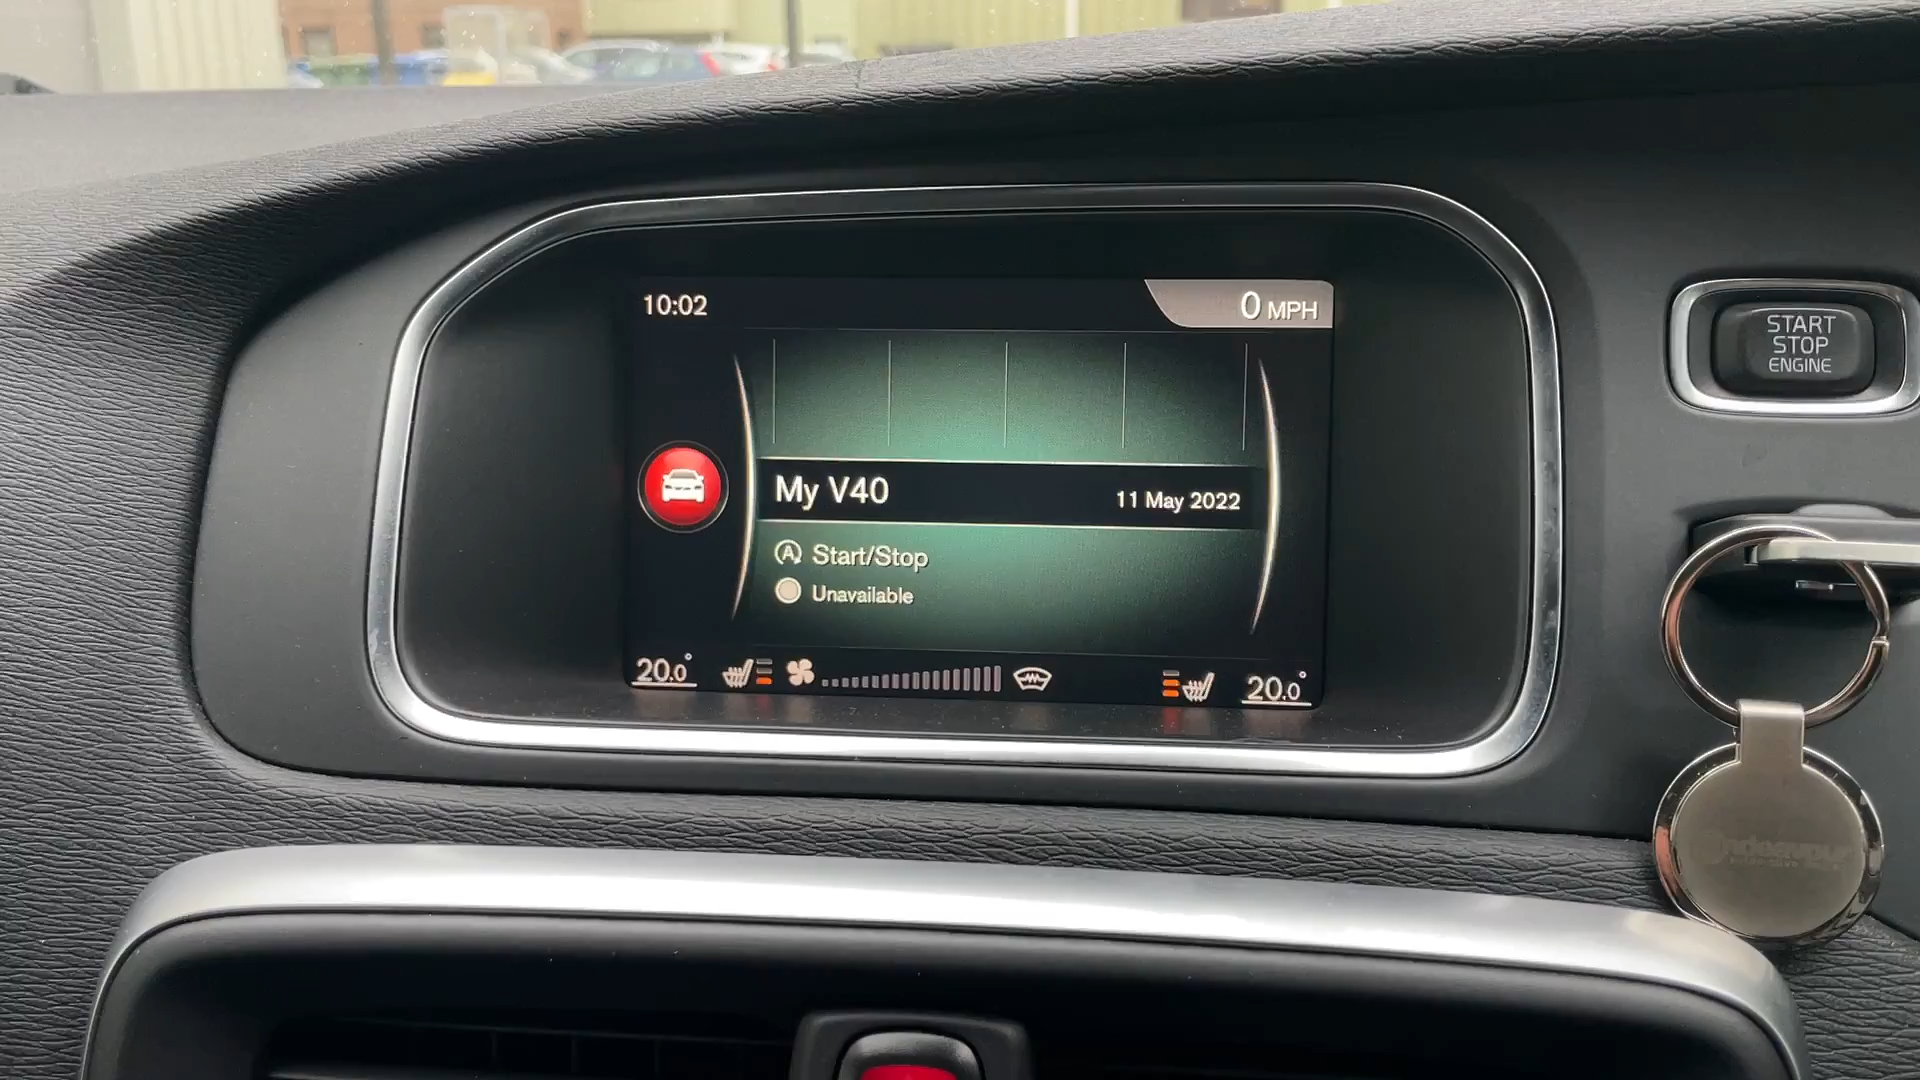 10:02
0 MPH
START
STOP
ENGINE
My V40
11 May 2022
A Start/Stop
Unavailable
20.0°
20.0°